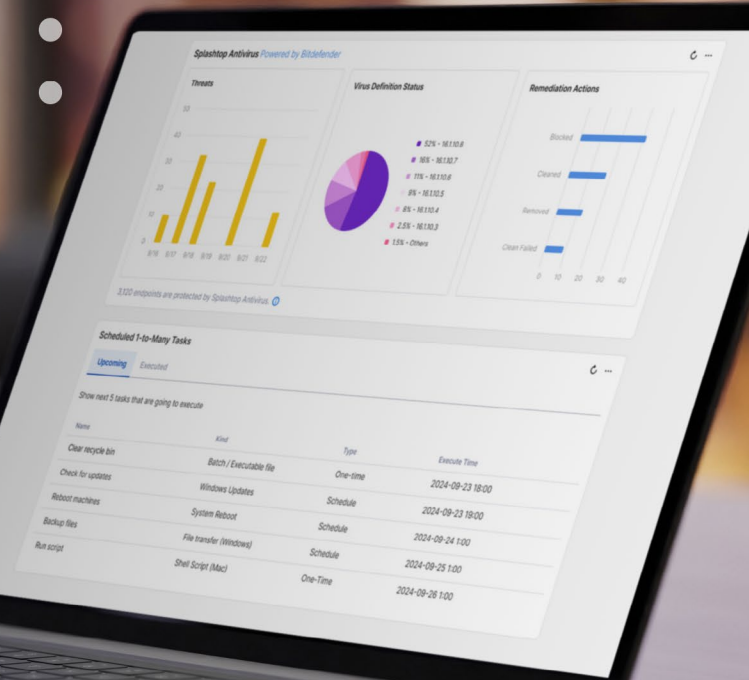 Splashtop Antivirus Powered by Bitdefender
Threats
50
40
30
20
10
0
8/16 8/17 8/18 8/19 8/20 8/21 8/22
Virus Definition Status
52% - 16.1.10.8
16% - 16.1.10.7
11% - 16.1.10.6
9% - 16.1.10.5
8% - 16.1.10.4
2.5% - 16.1.10.3
1.5% - Others
Remediation Actions
Blocked
Cleaned
Removed
Clean Failed
0 10 20 30 40
3,120 endpoints are protected by Splashtop Antivirus.
Scheduled 1-to-Many Tasks
Upcoming Executed
Show next 5 tasks that are going to execute
Name Kind Type Execute Time
Clear recycle bin Batch / Executable file One-time 2024-09-23 18:00
Check for updates Windows Updates Schedule 2024-09-23 19:00
Reboot machines System Reboot Schedule 2024-09-24 1:00
Backup files File transfer (Windows) Schedule 2024-09-25 1:00
Run script Shell Script (Mac) One-Time 2024-09-26 1:00